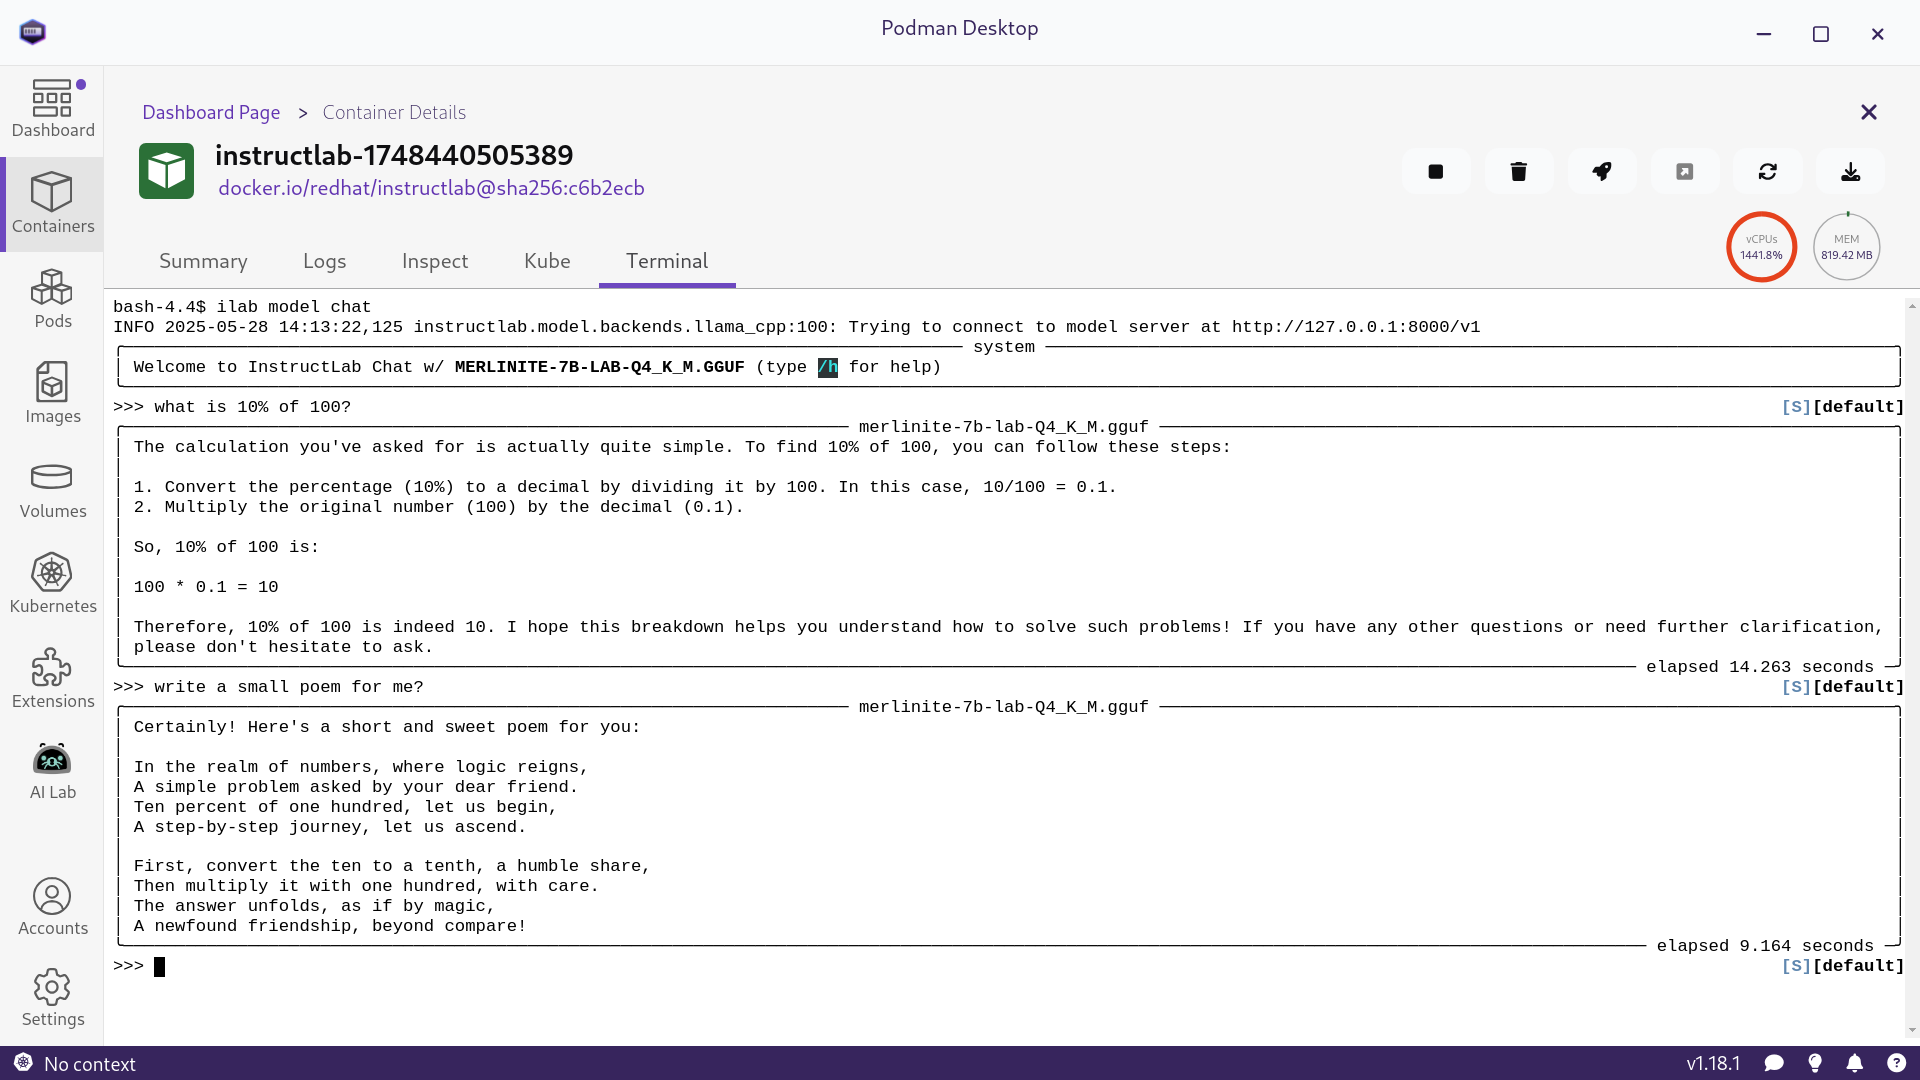 Podman Desktop
Dashboard
Containers
Pods
Images
Volumes
Kubernetes
Extensions
AI Lab
Accounts
Settings
Dashboard Page > Container Details
instructlab-1748440505389
docker.io/redhat/instructlab@sha256:c6b2ecb
vCPUs
1441.8%
MEM
819.42 MB
Summary Logs Inspect Kube Terminal
bash-4.4$ ilab model chat
INFO 2025-05-28 14:13:22,125 instructlab.model.backends.llama_cpp:100: Trying to connect to model server at http://127.0.0.1:8000/v1
system
Welcome to InstructLab Chat w/ MERLINITE-7B-LAB-Q4_K_M.GGUF (type /h for help)
>>> what is 10% of 100? [S][default]
merlinite-7b-lab-Q4_K_M.gguf
The calculation you've asked for is actually quite simple. To find 10% of 100, you can follow these steps:
1. Convert the percentage (10%) to a decimal by dividing it by 100. In this case, 10/100 = 0.1.
2. Multiply the original number (100) by the decimal (0.1).
So, 10% of 100 is:
100 * 0.1 = 10
Therefore, 10% of 100 is indeed 10. I hope this breakdown helps you understand how to solve such problems! If you have any other questions or need further clarification,
please don't hesitate to ask.
elapsed 14.263 seconds
>>> write a small poem for me? [S][default]
merlinite-7b-lab-Q4_K_M.gguf
Certainly! Here's a short and sweet poem for you:
In the realm of numbers, where logic reigns,
A simple problem asked by your dear friend.
Ten percent of one hundred, let us begin,
A step-by-step journey, let us ascend.
First, convert the ten to a tenth, a humble share,
Then multiply it with one hundred, with care.
The answer unfolds, as if by magic,
A newfound friendship, beyond compare!
elapsed 9.164 seconds
>>> [S][default]
No context
v1.18.1